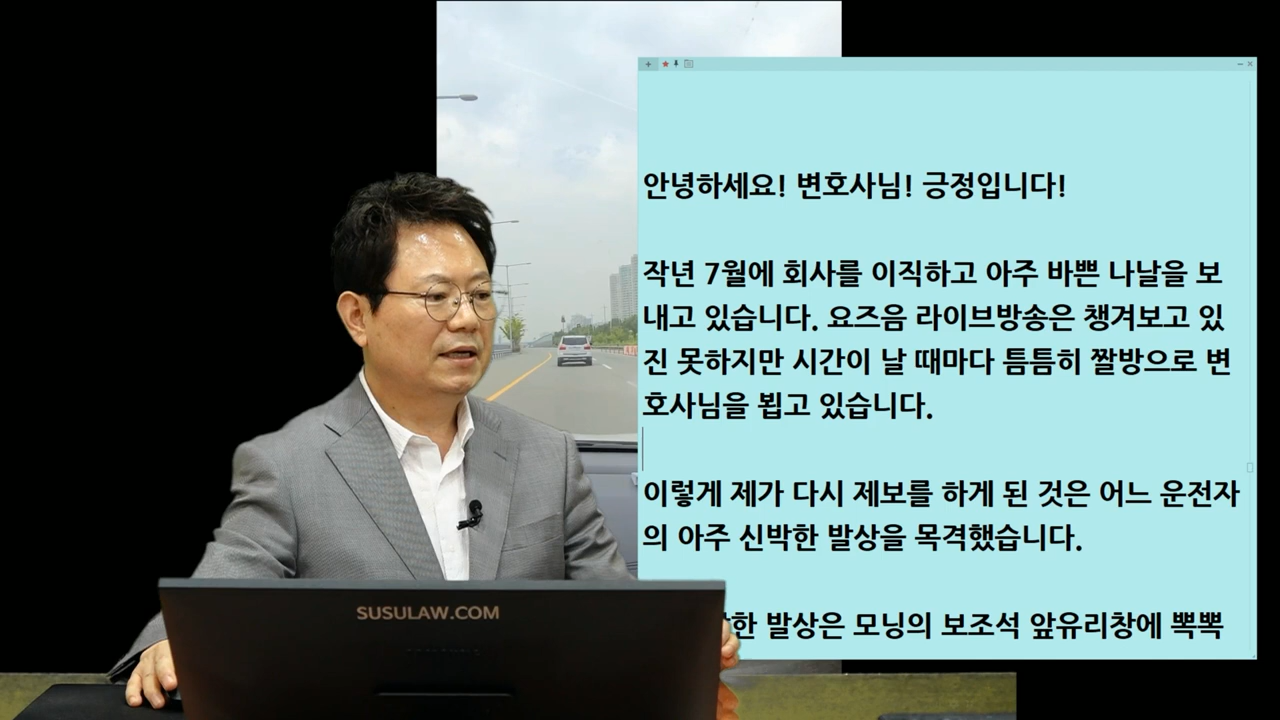 안녕하세요! 변호사님! 긍정입니다!
작년 7월에 회사를 이직하고 아주 바쁜 나날을 보
내고 있습니다. 요즈음 라이브방송은 챙겨보고 있
진 못하지만 시간이 날 때마다 틈틈히 짤방으로 변
호사님을 뵙고 있습니다.
이렇게 제가 다시 제보를 하게 된 것은 어느 운전자
의 아주 신박한 발상을 목격했습니다.
한 발상은 모닝의 보조석 앞유리창에 뽁뽁
SUSULAW.COM